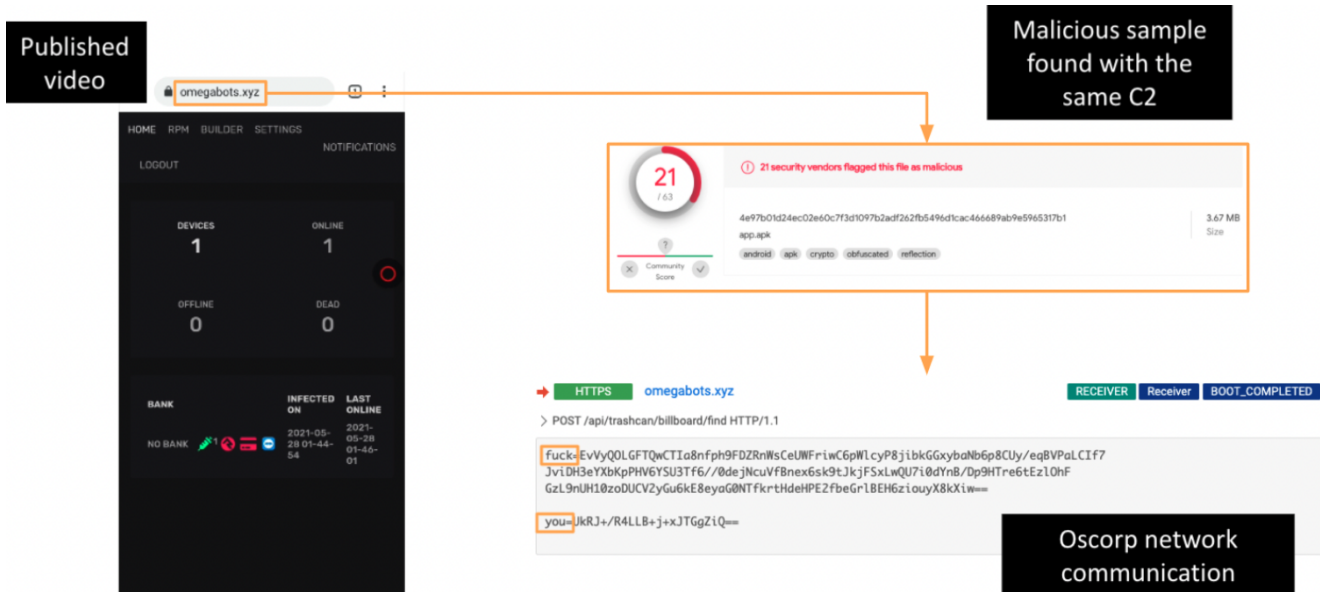 Published
video
omegabots.xyz
HOME RPM BUILDER SETTINGS
NOTIFICATIONS
LOGOUT
DEVICES ONLINE
1 1
OFFLINE DEAD
0 0
BANK INFECTED ON LAST ONLINE
NO BANK 1 2021-05-28 01-44-54 2021-05-28 01-46-01
Malicious sample
found with the
same C2
21
/ 63
? 
Community
Score
21 security vendors flagged this file as malicious
4e97b01d24ec02e60c7f3d1097b2adf262fb5496d1cac466689ab9e5965317b1
app.apk
android apk crypto obfuscated reflection
3.67 MB
Size
HTTPS omegabots.xyz RECEIVER Receiver BOOT_COMPLETED
> POST /api/trashcan/billboard/find HTTP/1.1
fuck=EvVyQOLGFTQwCTIa8nfph9FDZRnWsCeUWFriwC6pWlcyP8jibkGGxybaNb6p8CUy/eqBVPaLCIf7
JviDH3eYXbKpPHV6YSU3Tf6//0dejNcuVfBnex6sk9tJkjFSxLwQU7i0dYnB/Dp9HTre6tEzlOhF
GzL9nUH10zoDUCV2yGu6kE8eyaG0NTfkrtHdeHPEZfbeGrlBEH6ziouyX8kXiw==
you=UkRJ+/R4LLB+j+xJTGgZiQ==
Oscorp network
communication